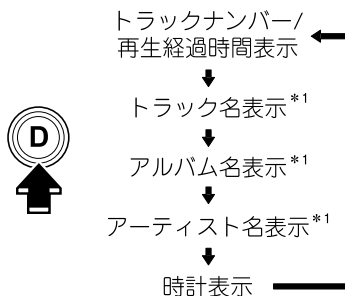 トラックナンバー/
再生経過時間表示
トラック名表示*1
D
アルバム名表示*1
アーティスト名表示*1
時計表示